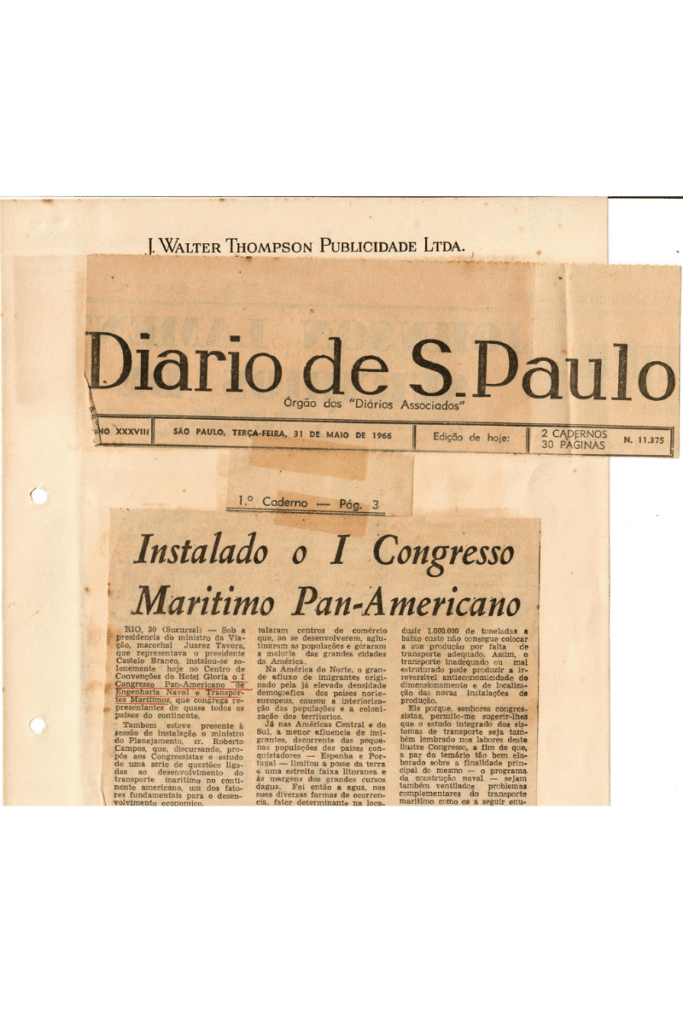 J. WALTER THOMPSON PUBLICIDADE LTDA.
Diario de S. Paulo
Órgão dos "Diários Associados"
ANO XXXVIII
SÃO PAULO, TERÇA-FEIRA, 31 DE MAIO DE 1966
Edição de hoje:
2 CADERNOS
30 PÁGINAS
N. 11.375
1.º Caderno — Pág. 3
Instalado o I Congresso
Maritimo Pan-Americano
RIO, 30 (Sucursal) — Sob a
presidencia do ministro da Via-
ção, marechal Juarez Tavora,
que representava o presidente
Castelo Branco, instalou-se so-
lenemente hoje no Centro de
Convenções do Hotel Gloria o I
Congresso Pan-Americano de
Engenharia Naval e Transpor-
tes Maritimos, que congrega re-
presentantes de quase todos os
países do continente.
Tambem esteve presente à
sessão de instalação o ministro
do Planejamento, sr. Roberto
Campos, que, discursando, pro-
pôs aos Congressistas o estudo
de uma serie de questões liga-
das ao desenvolvimento do
transporte maritimo no conti-
nente americano, um dos fato-
res fundamentais para o desen-
volvimento economico.
talaram centros de comércio
que, ao se desenvolverem, aglu-
tinaram as populações e geraram
a maioria das grandes cidades
da América.
Na América do Norte, o gran-
de efluxo de imigrantes origi-
nado pela já elevada densidade
demografica dos países norte-
europeus, causou a interioriza-
ção das populações e a coloni-
zação dos territorios.
Já nas Américas Central e do
Sul, a menor efluencia de imi-
grantes, decorrente das peque-
nas populações dos países con-
quistadores — Espanha e Por-
tugal — limitou a posse da terra
a uma estreita faixa litoranea e
às margens dos grandes cursos
dagua. Foi então a agua, nas
suas diversas formas de ocorren-
cia, fator determinante na loca-
duzir 1.000.000 de toneladas a
baixo custo não consegue colocar
a sua produção por falta de
transporte adequado. Assim, o
transporte inadequado ou mal
estruturado pode produzir a ir-
reversivel antieconomicidade do
dimensionamento e de localiza-
ção das novas instalações de
produção.
Eis porque, senhores congres-
sistas, permito-me sugerir-lhes
que o estudo integrado dos sis-
temas de transporte seja tam-
bém lembrado nos labores deste
ilustre Congresso, a fim de que,
a par do temário tão bem ela-
borado sobre a finalidade prin-
cipal do mesmo — o programa
da construção naval — sejam
também ventilados problemas
complementares do transporte
maritimo como os a seguir enu-